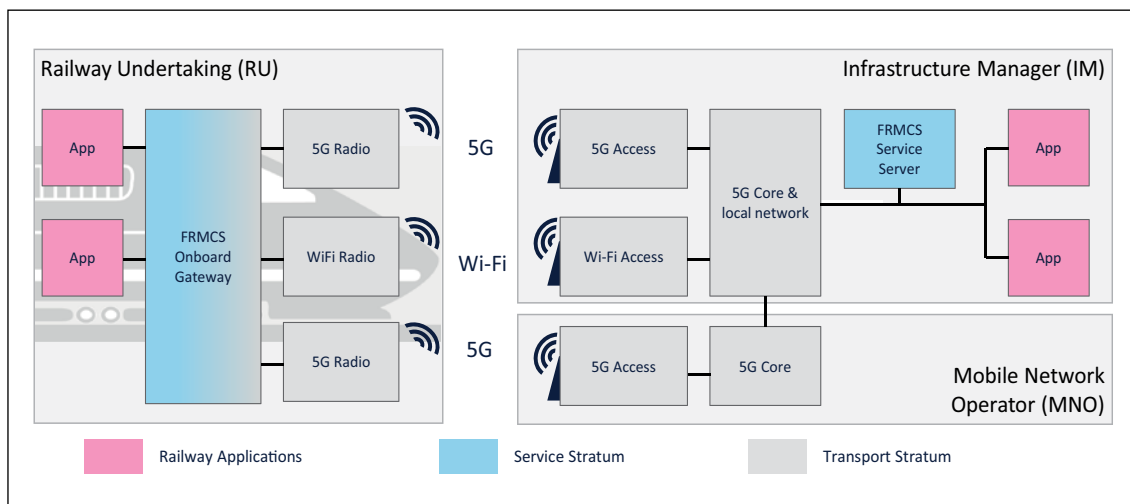 Railway Undertaking (RU)
App
App
FRMCS
Onboard
Gateway
5G Radio
WiFi Radio
5G Radio
5G
Wi-Fi
5G
Infrastructure Manager (IM)
5G Access
Wi-Fi Access
5G Core &
local network
FRMCS
Service
Server
App
App
5G Access
5G Core
Mobile Network
Operator (MNO)
Railway Applications
Service Stratum
Transport Stratum